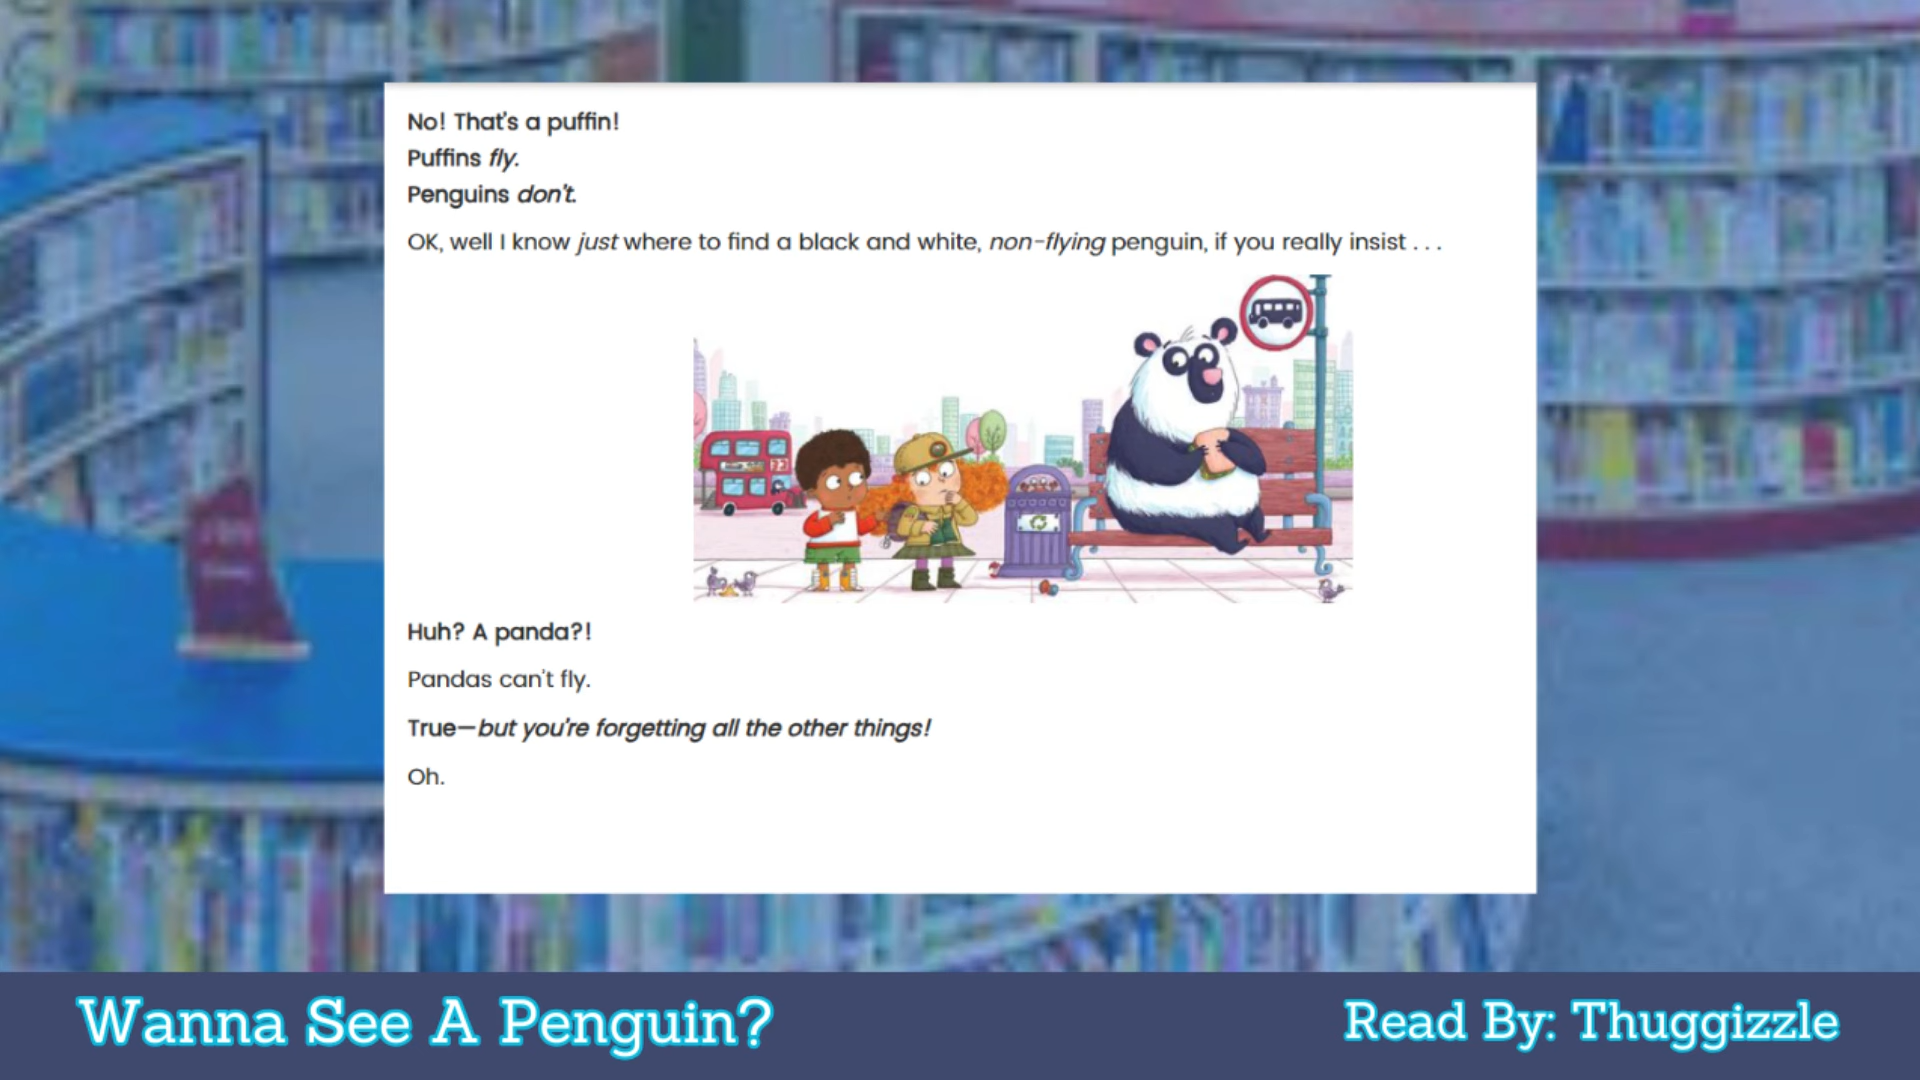 No! That's a puffin!
Puffins fly.
Penguins don't.
OK, well I know just where to find a black and white, non-flying penguin, if you really insist . . .
Huh? A panda?!
Pandas can't fly.
True—but you're forgetting all the other things!
Oh.
Wanna See A Penguin?
Read By: Thuggizzle